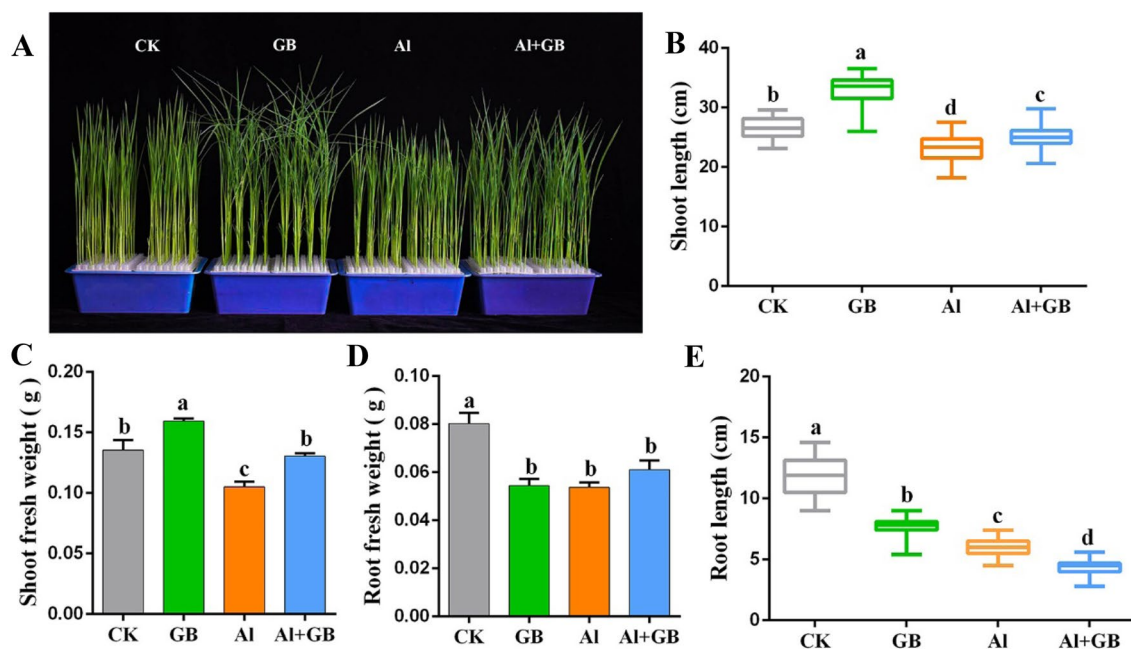 A
CK GB Al Al+GB
B
Shoot length (cm)
40
30
20
10
0
b
a
d
c
CK GB Al Al+GB
C
Shoot fresh weight ( g )
0.20
0.15
0.10
0.05
0.00
b
a
c
b
CK GB Al Al+GB
D
Root fresh weight ( g )
0.10
0.08
0.06
0.04
0.02
0.00
a
b
b
b
CK GB Al Al+GB
E
Root length (cm)
20
15
10
5
0
a
b
c
d
CK GB Al Al+GB